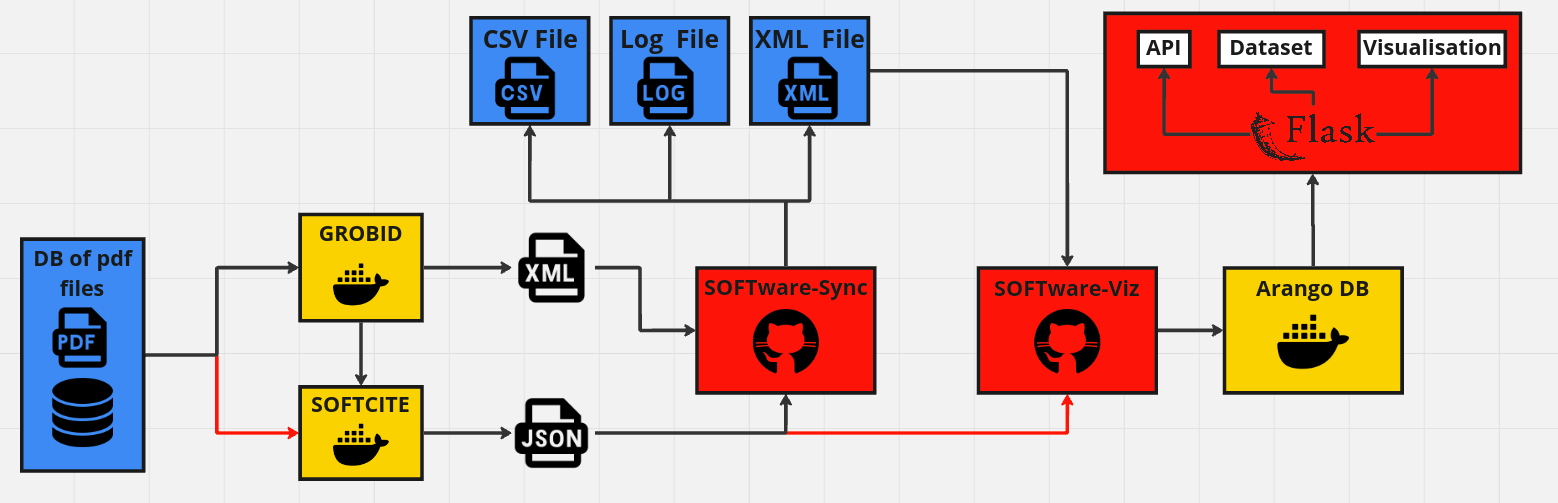 CSV File
Log File
XML File
CSV
LOG
XML
API
Dataset
Visualisation
Flask
DB of pdf
files
PDF
GROBID
XML
SOFTware-Sync
SOFTware-Viz
Arango DB
SOFTCITE
JSON